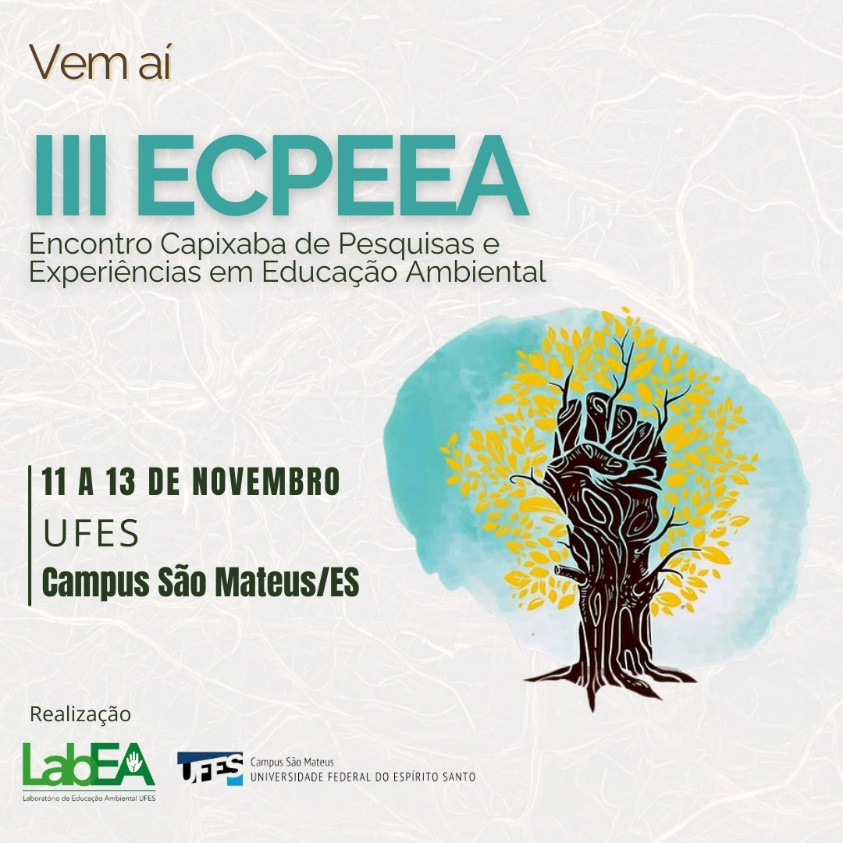 Vem aí
III ECPEEA
Encontro Capixaba de Pesquisas e
Experiências em Educação Ambiental
11 A 13 DE NOVEMBRO
UFES
Campus São Mateus/ES
Realização
LabEA
Laboratório de Educação Ambiental UFES
UFES
Campus São Mateus
UNIVERSIDADE FEDERAL DO ESPÍRITO SANTO